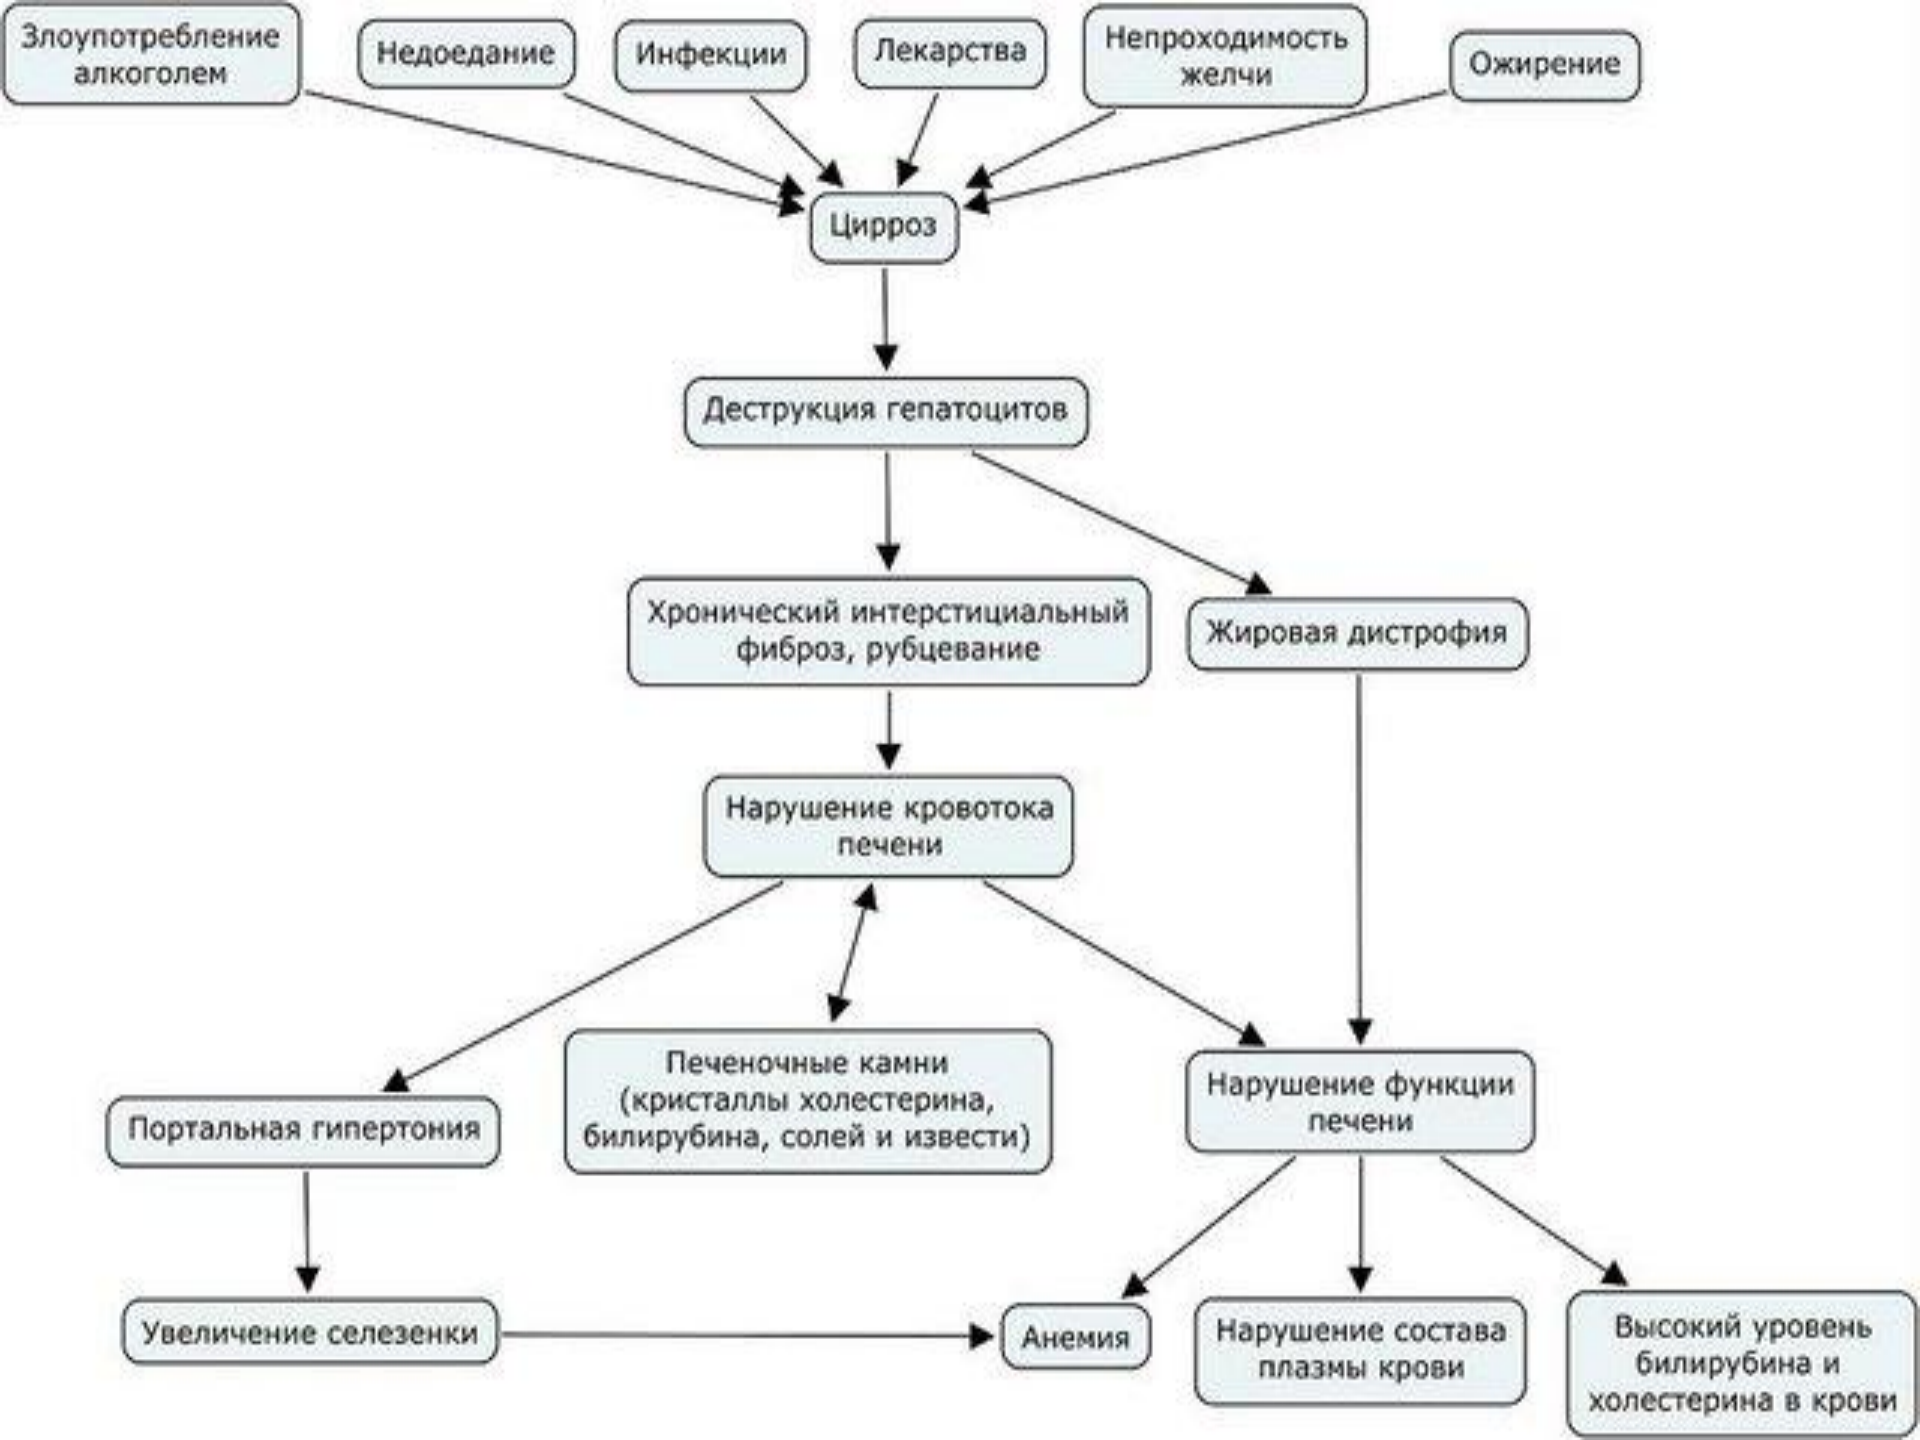 Злоупотребление
алкоголем
Недоедание
Инфекции
Лекарства
Непроходимость
желчи
Ожирение
Цирроз
Деструкция гепатоцитов
Хронический интерстициальный
фиброз, рубцевание
Жировая дистрофия
Нарушение кровотока
печени
Портальная гипертония
Печеночные камни
(кристаллы холестерина,
билирубина, солей и извести)
Нарушение функции
печени
Увеличение селезенки
Анемия
Нарушение состава
плазмы крови
Высокий уровень
билирубина и
холестерина в крови